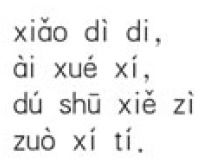 xiǎo dì di,
ài xué xí,
dú shū xiě zì
zuò xí tí.